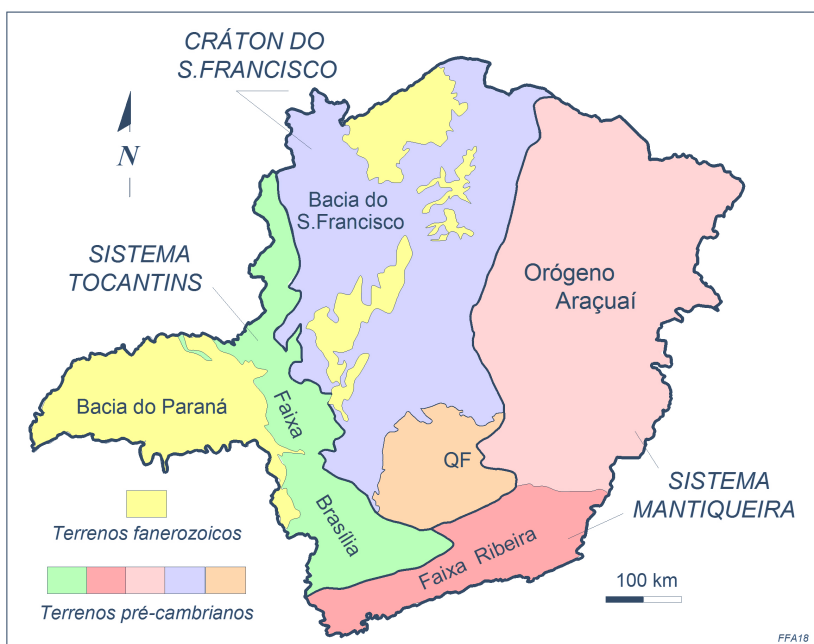 CRÁTON DO
S.FRANCISCO
N
Bacia do
S.Francisco
SISTEMA
TOCANTINS
Orógeno
Araçuaí
Bacia do Paraná
Faixa
Brasília
QF
SISTEMA
MANTIQUEIRA
Faixa Ribeira
Terrenos fanerozoicos
Terrenos pré-cambrianos
100 km
FFA18